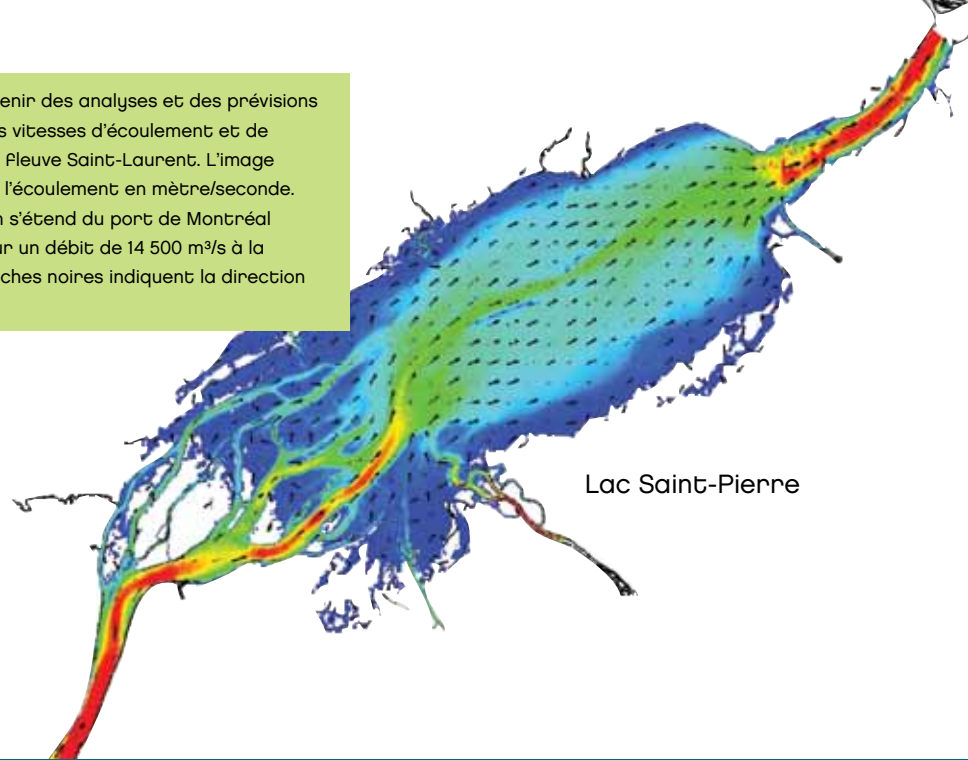 enir des analyses et des prévisions
s vitesses d'écoulement et de
fleuve Saint-Laurent. L'image
l'écoulement en mètre/seconde.
n s'étend du port de Montréal
ur un débit de 14 500 m³/s à la
ches noires indiquent la direction
Lac Saint-Pierre